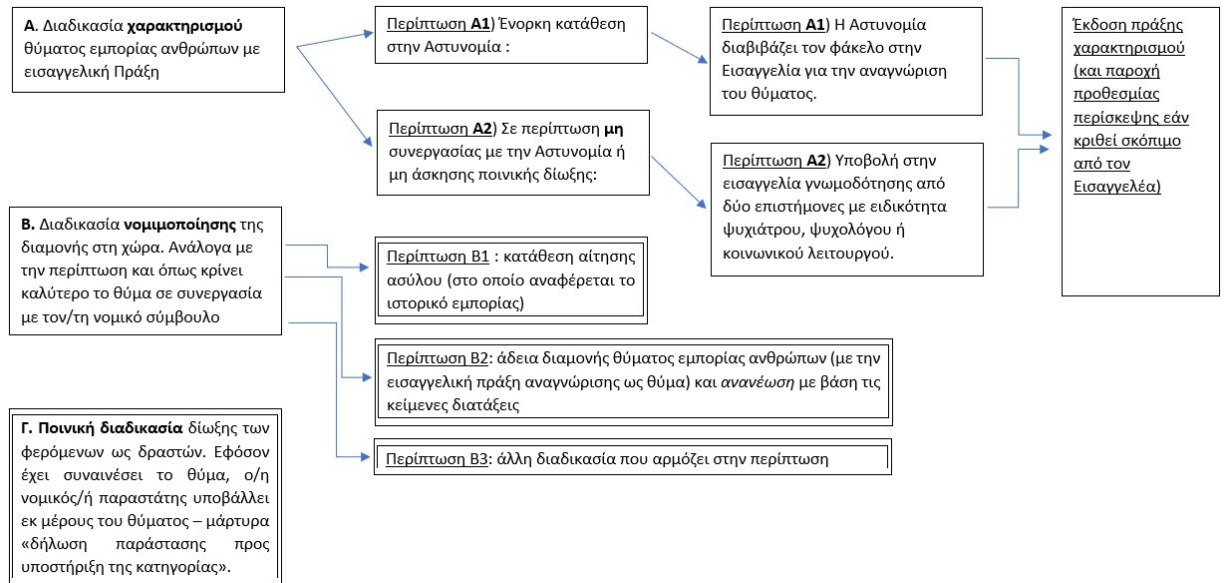 Α. Διαδικασία χαρακτηρισμού
θύματος εμπορίας ανθρώπων με
εισαγγελική Πράξη
Περίπτωση Α1) Ένορκη κατάθεση
στην Αστυνομία :
Περίπτωση Α1) Η Αστυνομία
διαβιβάζει τον φάκελο στην
Εισαγγελία για την αναγνώριση
του θύματος.
Έκδοση πράξης
χαρακτηρισμού
(και παροχή
προθεσμίας
περίσκεψης εάν
κριθεί σκόπιμο
από τον
Εισαγγελέα)
Περίπτωση Α2) Σε περίπτωση μη
συνεργασίας με την Αστυνομία ή
μη άσκησης ποινικής δίωξης:
Περίπτωση Α2) Υποβολή στην
εισαγγελία γνωμοδότησης από
δύο επιστήμονες με ειδικότητα
ψυχιάτρου, ψυχολόγου ή
κοινωνικού λειτουργού.
Β. Διαδικασία νομιμοποίησης της
διαμονής στη χώρα. Ανάλογα με
την περίπτωση και όπως κρίνει
καλύτερο το θύμα σε συνεργασία
με τον/τη νομικό σύμβουλο
Περίπτωση Β1 : κατάθεση αίτησης
ασύλου (στο οποίο αναφέρεται το
ιστορικό εμπορίας)
Περίπτωση Β2: άδεια διαμονής θύματος εμπορίας ανθρώπων (με την
εισαγγελική πράξη αναγνώρισης ως θύμα) και ανανέωση με βάση τις
κείμενες διατάξεις
Περίπτωση Β3: άλλη διαδικασία που αρμόζει στην περίπτωση
Γ. Ποινική διαδικασία δίωξης των
φερόμενων ως δραστών. Εφόσον
έχει συναινέσει το θύμα, ο/η
νομικός/ή παραστάτης υποβάλλει
εκ μέρους του θύματος – μάρτυρα
«δήλωση παράστασης προς
υποστήριξη της κατηγορίας».